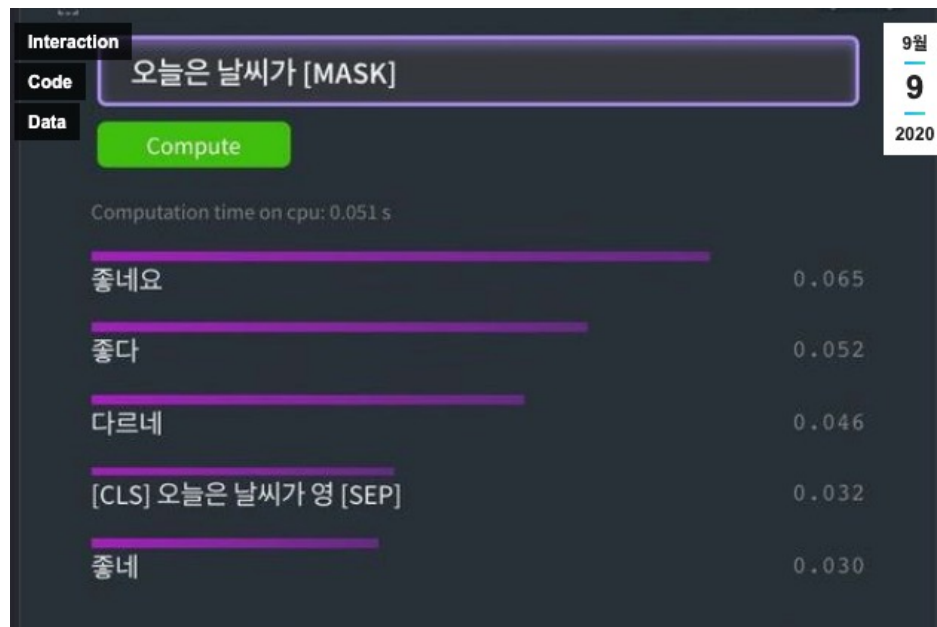 Interaction
Code
Data
오늘은 날씨가 [MASK]
9월
9
2020
Compute
Computation time on cpu: 0.051 s
좋네요 0.065
좋다 0.052
다르네 0.046
[CLS] 오늘은 날씨가 영 [SEP] 0.032
좋네 0.030